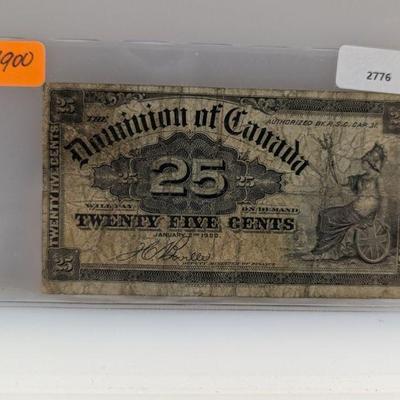 1900
2776
25
25
THE
AUTHORIZED BY R.S.C. CAP. 31.
Dominion of Canada
TWENTY FIVE CENTS
25
WILL PAY
ON DEMAND
TWENTY FIVE CENTS
JANUARY 2ND 1900.
25
DEPUTY MINISTER OF FINANCE